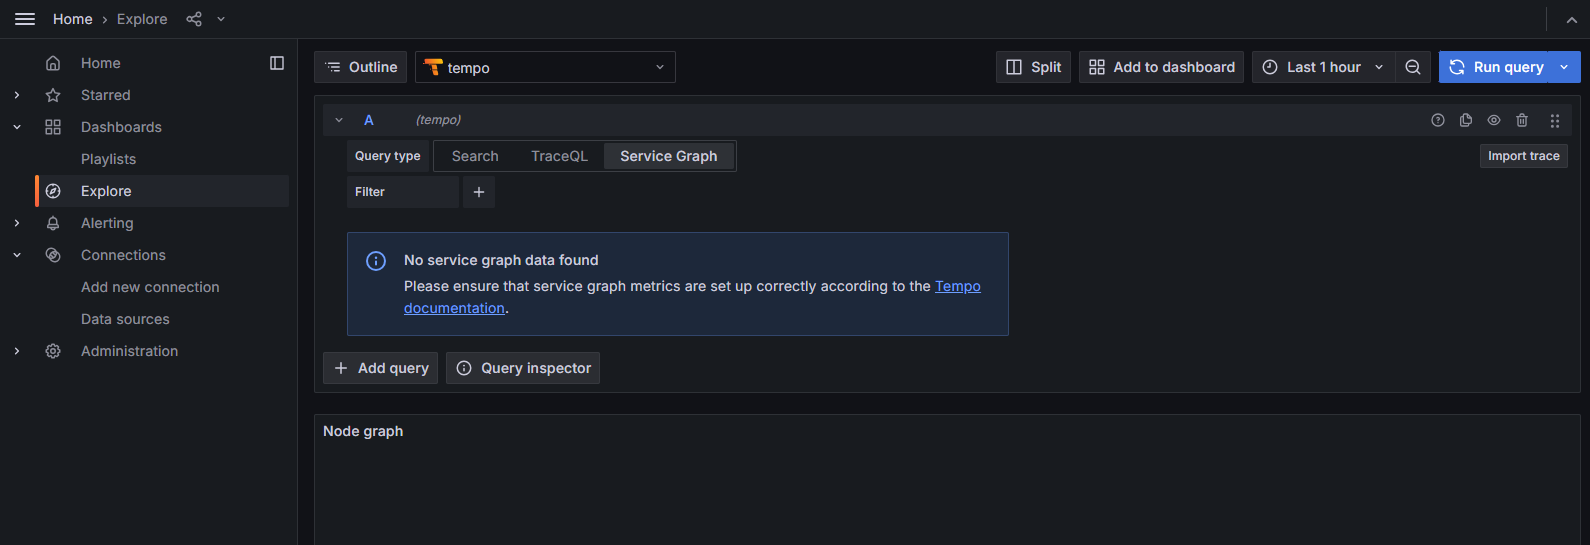 Home › Explore
Home
Starred
Dashboards
Playlists
Explore
Alerting
Connections
Add new connection
Data sources
Administration
Outline
tempo
Split
Add to dashboard
Last 1 hour
Run query
A
(tempo)
Query type
Search
TraceQL
Service Graph
Import trace
Filter
No service graph data found
Please ensure that service graph metrics are set up correctly according to the Tempo
documentation.
Add query
Query inspector
Node graph